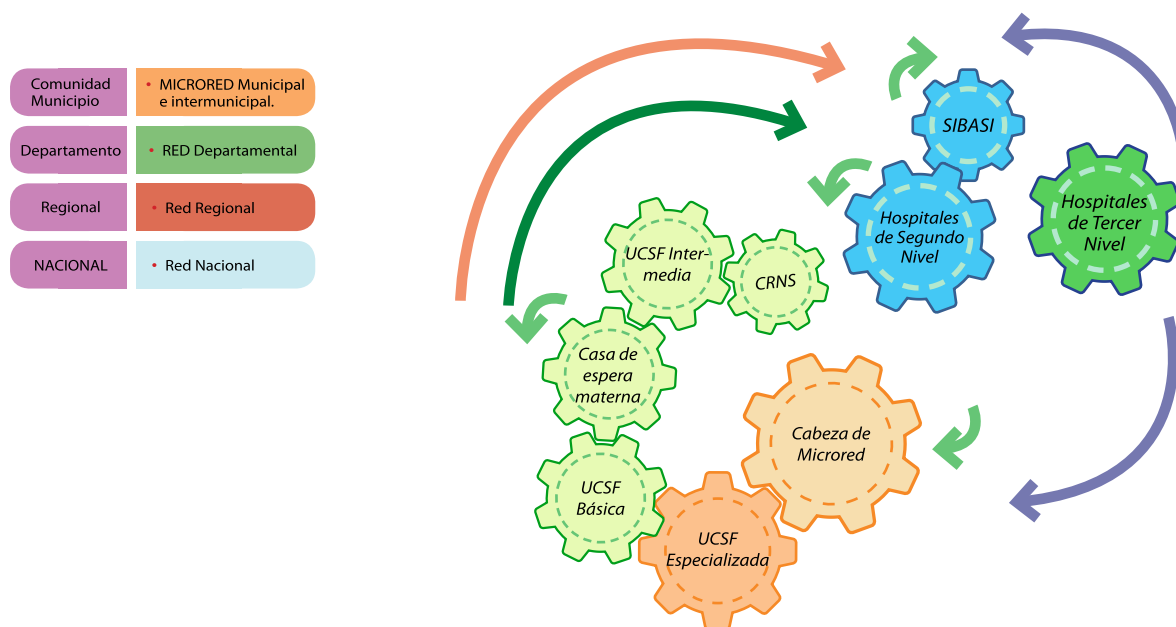 Comunidad
Municipio
• MICRORED Municipal
e intermunicipal.
Departamento
• RED Departamental
Regional
• Red Regional
NACIONAL
• Red Nacional
SIBASI
Hospitales
de Segundo
Nivel
Hospitales
de Tercer
Nivel
UCSF Inter-
media
CRNS
Casa de
espera
materna
Cabeza de
Microred
UCSF
Básica
UCSF
Especializada